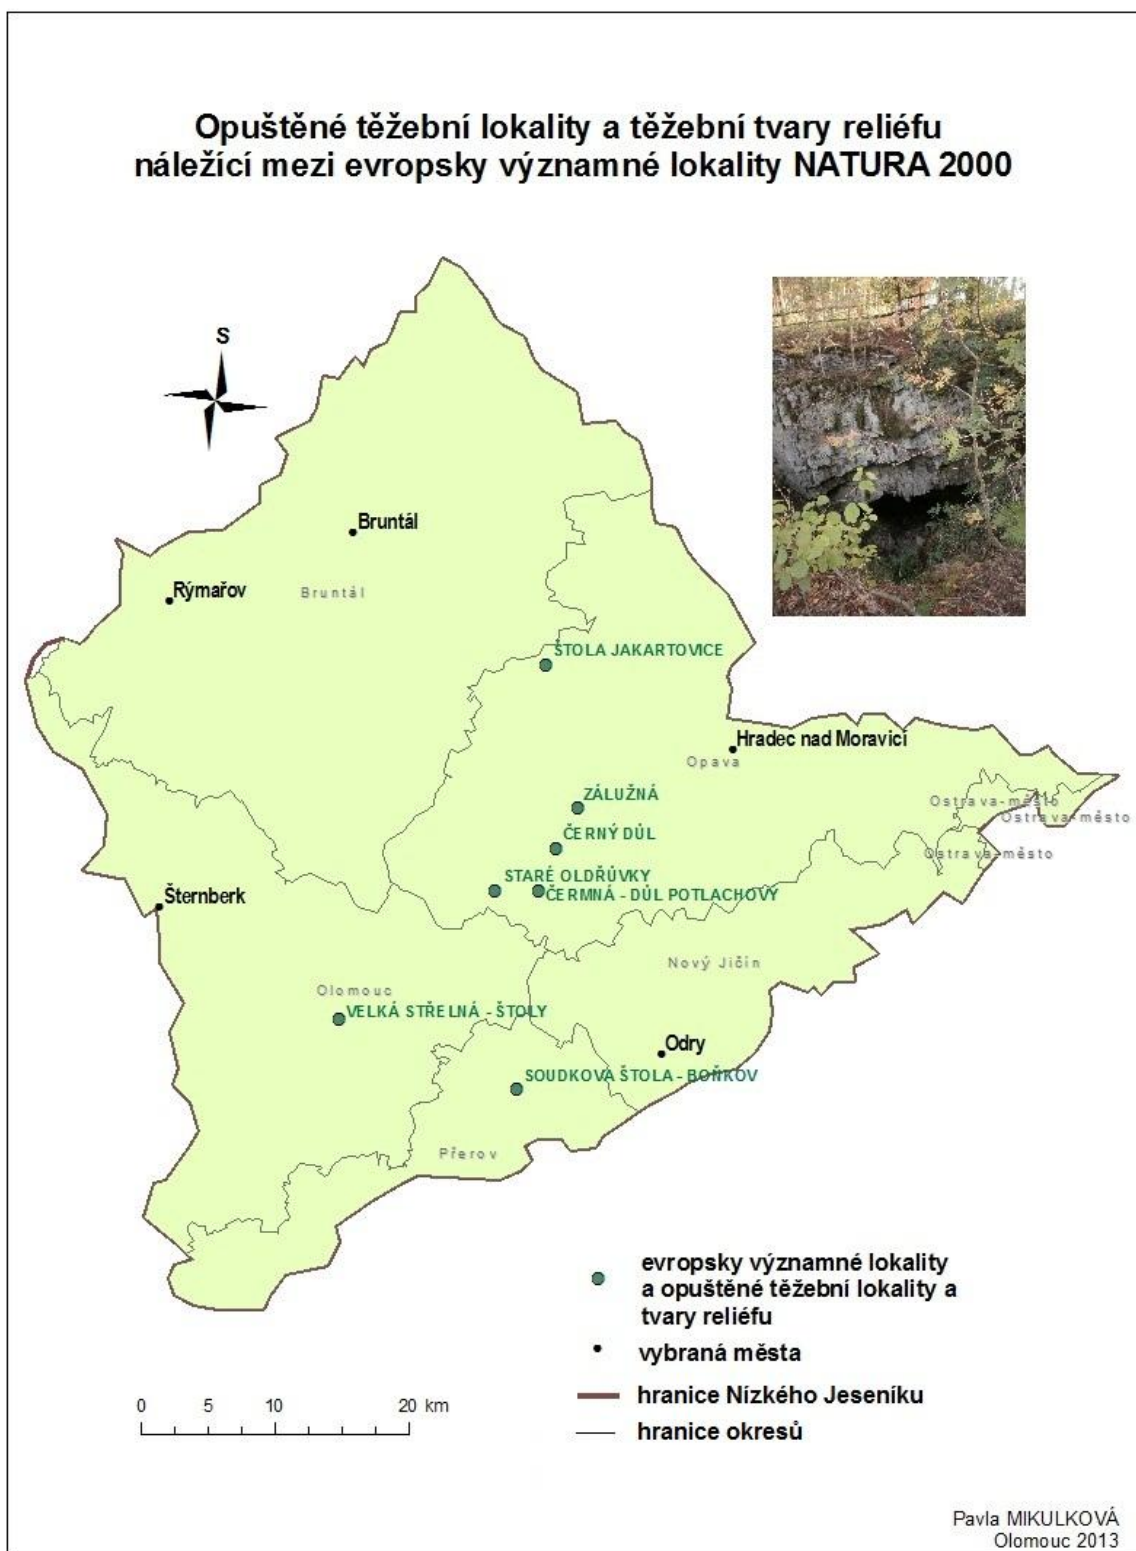 Opuštěné těžební lokality a těžební tvary reliéfu
náležící mezi evropsky významné lokality NATURA 2000
S
Bruntál
Rýmařov
Bruntál
ŠTOLA JAKARTOVICE
Hradec nad Moravicí
Opava
ZÁLUŽNÁ
Ostrava-město
Ostrava-město
ČERNÝ DŮL
Ostrava-město
STARÉ OLDŘŮVKY
ČERMNÁ - DŮL POTLACHOVÝ
Šternberk
Nový Jičín
Olomouc
VELKÁ STŘELNÁ - ŠTOLY
Odry
SOUDKOVA ŠTOLA - BOŇKOV
Přerov
evropsky významné lokality
a opuštěné těžební lokality a
tvary reliéfu
vybraná města
hranice Nízkého Jeseníku
hranice okresů
0 5 10 20 km
Pavla MIKULKOVÁ
Olomouc 2013